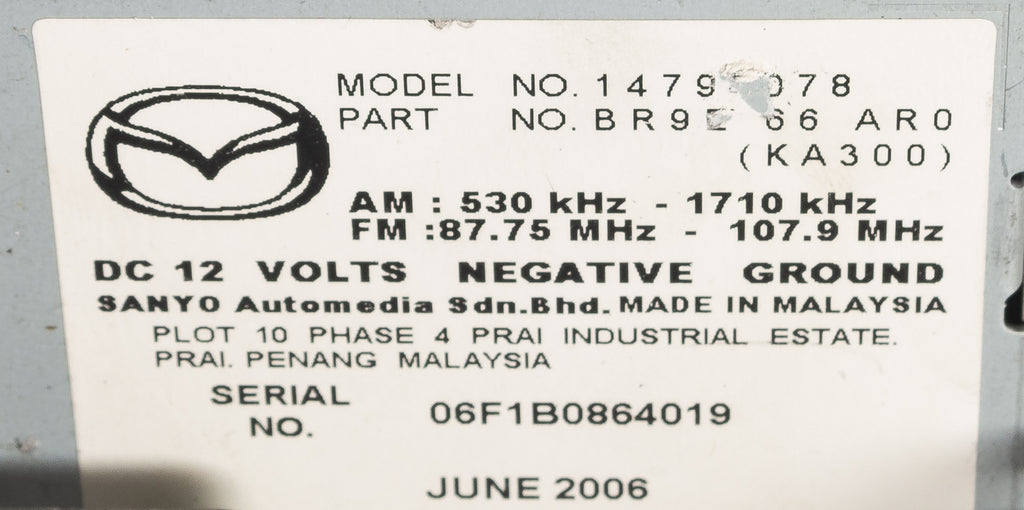 MODEL NO.
PART NO. AR0
(KA300)
AM : 530 kHz - 1710 kHz
FM :87.75 MHz - 107.9 MHz
DC 12 VOLTS NEGATIVE GROUND
SANYO Automedia Sdn.Bhd. MADE IN MALAYSIA
PLOT 10 PHASE 4 PRAI INDUSTRIAL ESTATE.
PRAI. PENANG MALAYSIA
SERIAL
NO. 06F1B0864019
JUNE 2006